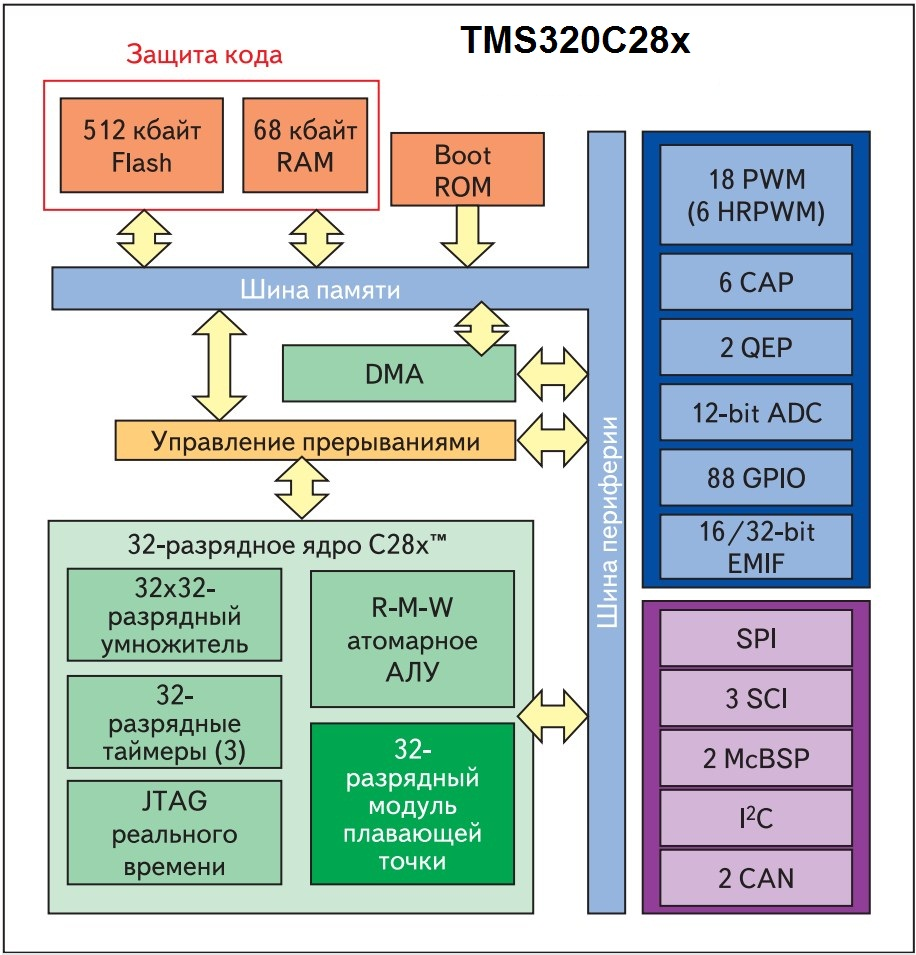 TMS320C28x
Защита кода
512 кбайт
Flash
68 кбайт
RAM
Boot
ROM
Шина памяти
DMA
Управление прерываниями
32-разрядное ядро C28x™
32x32-
разрядный
умножитель
32-
разрядные
таймеры (3)
JTAG
реального
времени
R-M-W
атомарное
АЛУ
32-
разрядный
модуль
плавающей
точки
Шина периферии
18 PWM
(6 HRPWM)
6 CAP
2 QEP
12-bit ADC
88 GPIO
16/32-bit
EMIF
SPI
3 SCI
2 McBSP
I²C
2 CAN